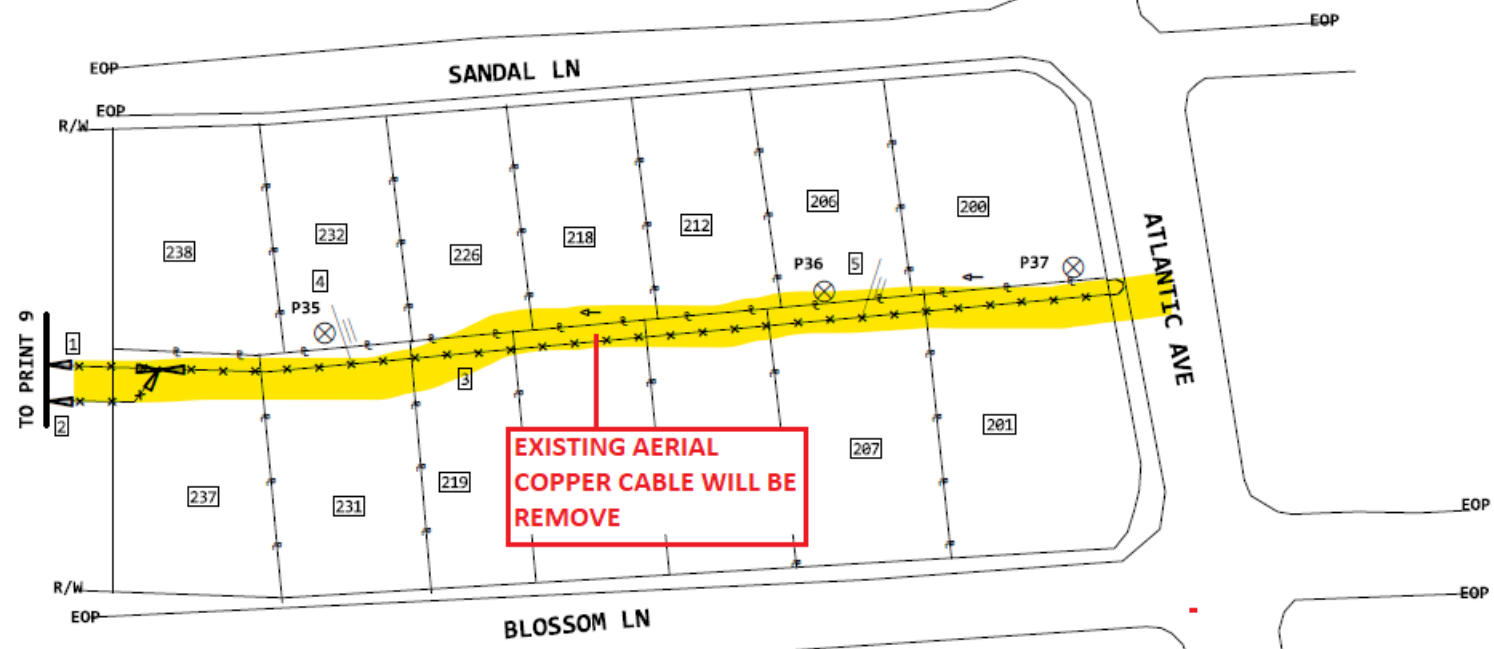 EOP
EOP
SANDAL LN
EOP
R/W
238
232
226
218
212
206
200
ATLANTIC AVE
4
P35
P36
5
P37
TO PRINT 9
1
2
3
EXISTING AERIAL
COPPER CABLE WILL BE
REMOVE
237
231
219
207
201
EOP
R/W
EOP
BLOSSOM LN
EOP